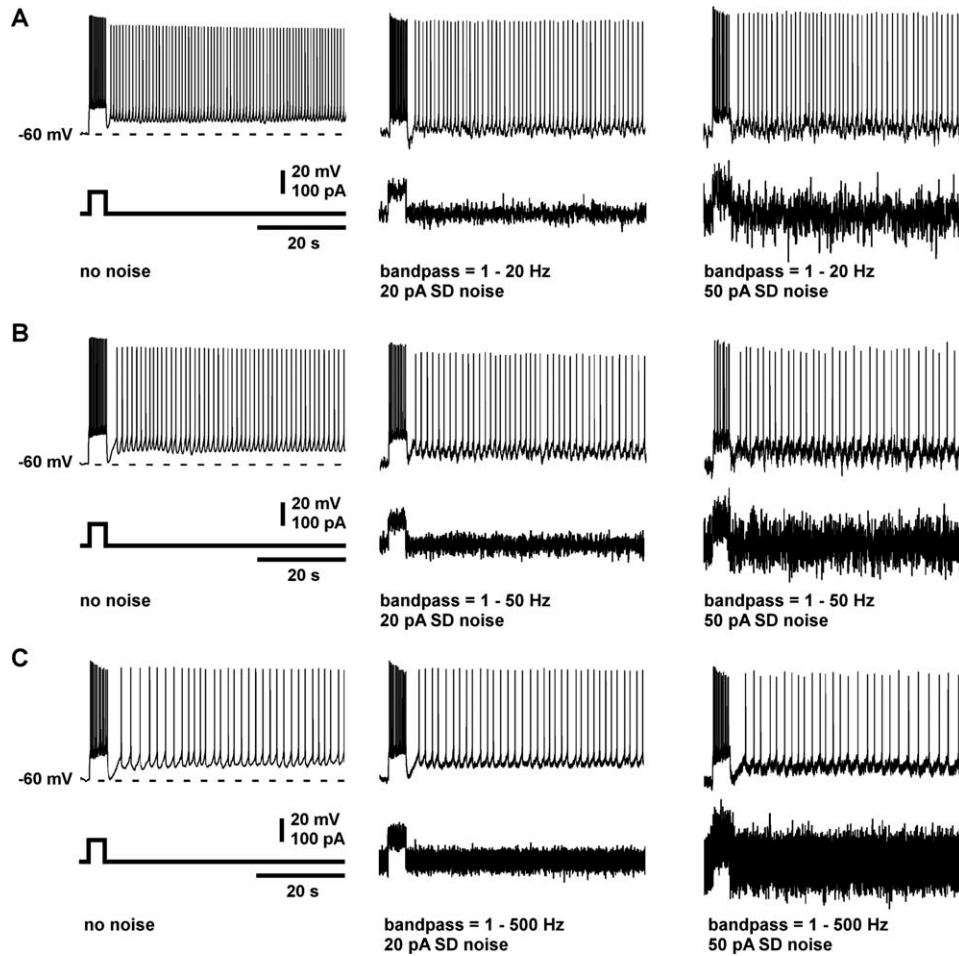 A
-60 mV
20 mV
100 pA
20 s
no noise
bandpass = 1 - 20 Hz
20 pA SD noise
bandpass = 1 - 20 Hz
50 pA SD noise
B
-60 mV
20 mV
100 pA
20 s
no noise
bandpass = 1 - 50 Hz
20 pA SD noise
bandpass = 1 - 50 Hz
50 pA SD noise
C
-60 mV
20 mV
100 pA
20 s
no noise
bandpass = 1 - 500 Hz
20 pA SD noise
bandpass = 1 - 500 Hz
50 pA SD noise